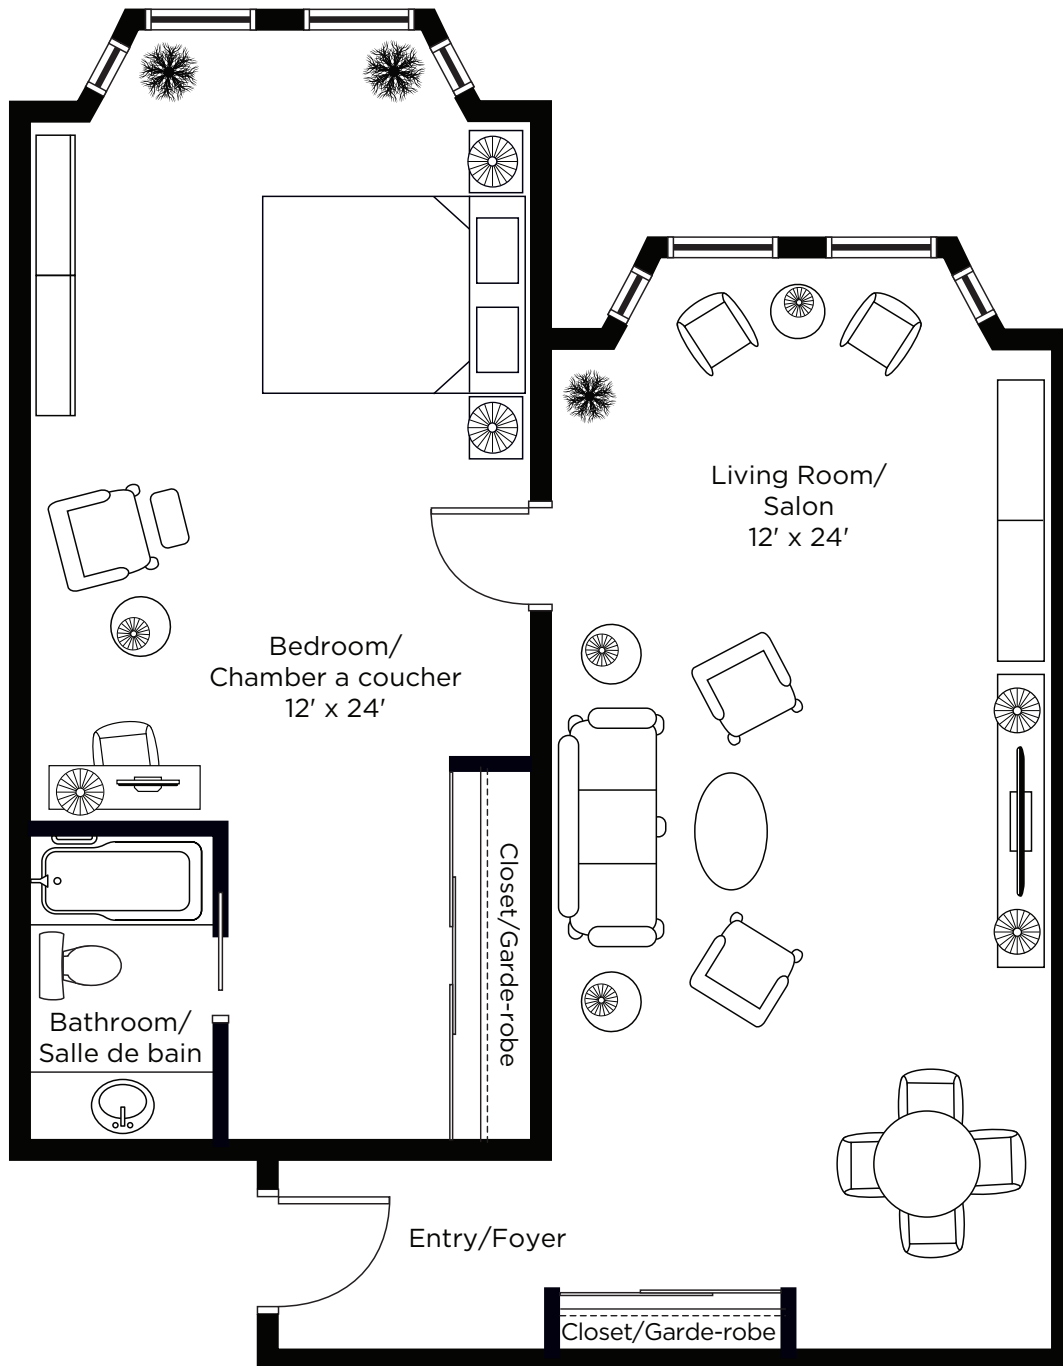 Living Room/
Salon
12' x 24'
Bedroom/
Chamber a coucher
12' x 24'
Closet/Garde-robe
Bathroom/
Salle de bain
Entry/Foyer
Closet/Garde-robe